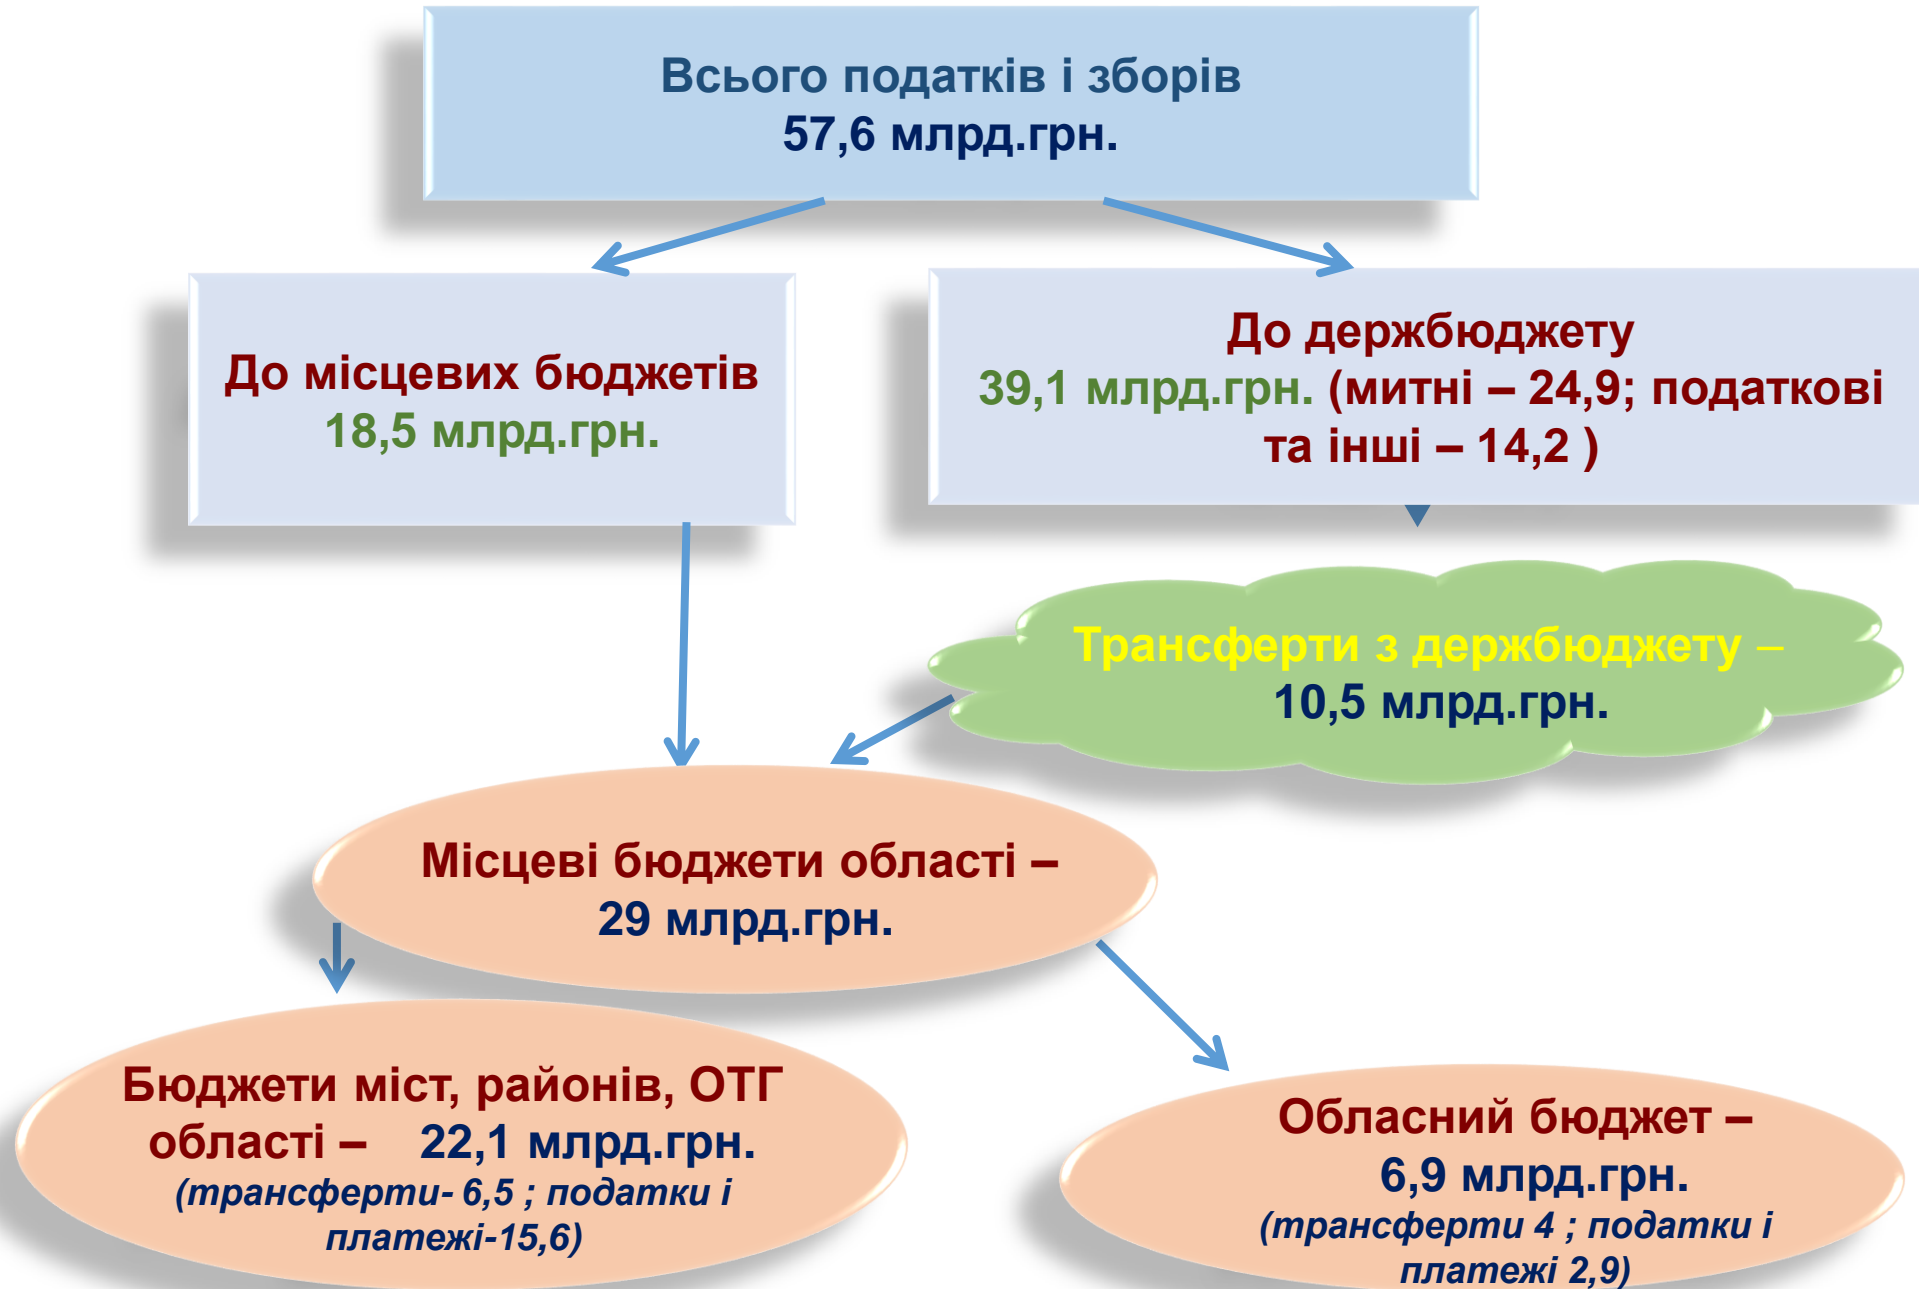 Всього податків і зборів
57,6 млрд.грн.
До місцевих бюджетів
18,5 млрд.грн.
До держбюджету
39,1 млрд.грн. (митні – 24,9; податкові
та інші – 14,2 )
Трансферти з держбюджету –
10,5 млрд.грн.
Місцеві бюджети області –
29 млрд.грн.
Бюджети міст, районів, ОТГ
області – 22,1 млрд.грн.
(трансферти- 6,5 ; податки і
платежі-15,6)
Обласний бюджет –
6,9 млрд.грн.
(трансферти 4 ; податки і
платежі 2,9)